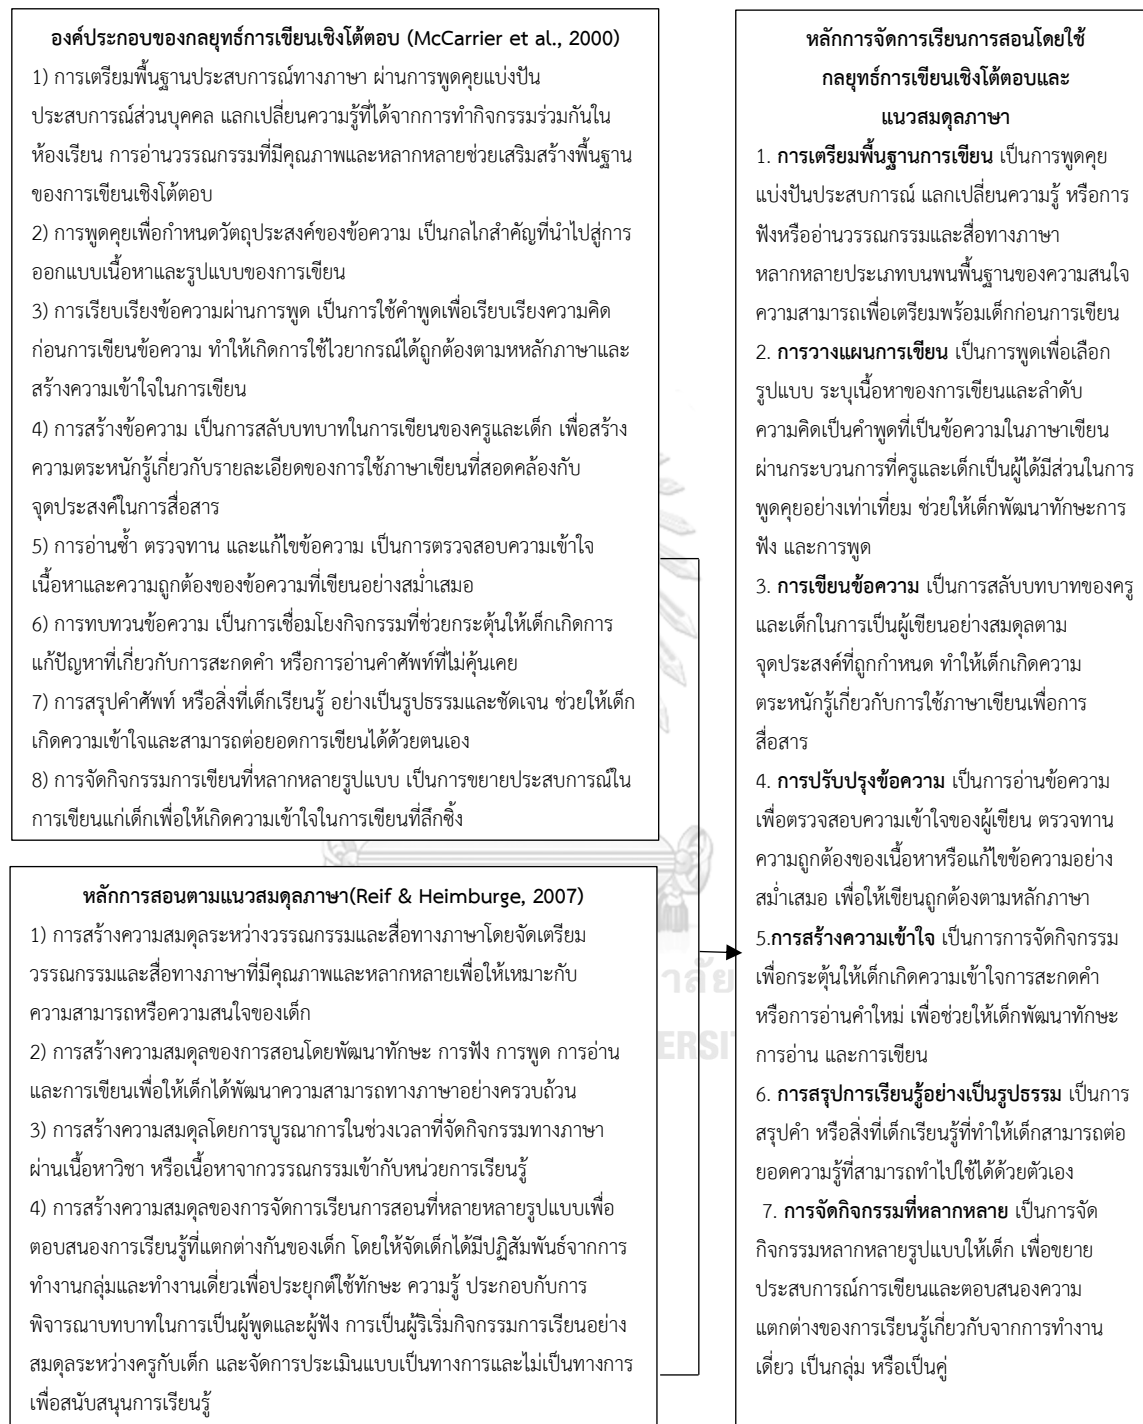 องค์ประกอบของกลยุทธ์การเขียนเชิงโต้ตอบ (McCarrier et al., 2000)
1) การเตรียมพื้นฐานประสบการณ์ทางภาษา ผ่านการพูดคุยแบ่งปัน
ประสบการณ์ส่วนบุคคล แลกเปลี่ยนความรู้ที่ได้จากการทำกิจกรรมร่วมกันใน
ห้องเรียน การอ่านวรรณกรรมที่มีคุณภาพและหลากหลายช่วยเสริมสร้างพื้นฐาน
ของการเขียนเชิงโต้ตอบ
2) การพูดคุยเพื่อกำหนดวัตถุประสงค์ของข้อความ เป็นกลไกสำคัญที่นำไปสู่การ
ออกแบบเนื้อหาและรูปแบบของการเขียน
3) การเรียบเรียงข้อความผ่านการพูด เป็นการใช้คำพูดเพื่อเรียบเรียงความคิด
ก่อนการเขียนข้อความ ทำให้เกิดการใช้ไวยากรณ์ได้ถูกต้องตามหหลักภาษาและ
สร้างความเข้าใจในการเขียน
4) การสร้างข้อความ เป็นการสลับบทบาทในการเขียนของครูและเด็ก เพื่อสร้าง
ความตระหนักรู้เกี่ยวกับรายละเอียดของการใช้ภาษาเขียนที่สอดคล้องกับ
จุดประสงค์ในการสื่อสาร
5) การอ่านซ้ำ ตรวจทาน และแก้ไขข้อความ เป็นการตรวจสอบความเข้าใจ
เนื้อหาและความถูกต้องของข้อความที่เขียนอย่างสม่ำเสมอ
6) การทบทวนข้อความ เป็นการเชื่อมโยงกิจกรรมที่ช่วยกระตุ้นให้เด็กเกิดการ
แก้ปัญหาที่เกี่ยวกับการสะกดคำ หรือการอ่านคำศัพท์ที่ไม่คุ้นเคย
7) การสรุปคำศัพท์ หรือสิ่งที่เด็กเรียนรู้ อย่างเป็นรูปธรรมและชัดเจน ช่วยให้เด็ก
เกิดความเข้าใจและสามารถต่อยอดการเขียนได้ด้วยตนเอง
8) การจัดกิจกรรมการเขียนที่หลากหลายรูปแบบ เป็นการขยายประสบการณ์ใน
การเขียนแก่เด็กเพื่อให้เกิดความเข้าใจในการเขียนที่ลึกซึ้ง
หลักการสอนตามแนวสมดุลภาษา(Reif & Heimburge, 2007)
1) การสร้างความสมดุลระหว่างวรรณกรรมและสื่อทางภาษาโดยจัดเตรียม
วรรณกรรมและสื่อทางภาษาที่มีคุณภาพและหลากหลายเพื่อให้เหมาะกับ
ความสามารถหรือความสนใจของเด็ก
2) การสร้างความสมดุลของการสอนโดยพัฒนาทักษะ การฟัง การพูด การอ่าน
และการเขียนเพื่อให้เด็กได้พัฒนาความสามารถทางภาษาอย่างครวบถ้วน
3) การสร้างความสมดุลโดยการบูรณาการในช่วงเวลาที่จัดกิจกรรมทางภาษา
ผ่านเนื้อหาวิชา หรือเนื้อหาจากวรรณกรรมเข้ากับหน่วยการเรียนรู้
4) การสร้างความสมดุลของการจัดการเรียนการสอนที่หลายหลายรูปแบบเพื่อ
ตอบสนองการเรียนรู้ที่แตกต่างกันของเด็ก โดยให้จัดเด็กได้มีปฏิสัมพันธ์จากการ
ทำงานกลุ่มและทำงานเดี่ยวเพื่อประยุกต์ใช้ทักษะ ความรู้ ประกอบกับการ
พิจารณาบทบาทในการเป็นผู้พูดและผู้ฟัง การเป็นผู้ริเริ่มกิจกรรมการเรียนอย่าง
สมดุลระหว่างครูกับเด็ก และจัดการประเมินแบบเป็นทางการและไม่เป็นทางการ
เพื่อสนับสนุนการเรียนรู้
หลักการจัดการเรียนการสอนโดยใช้
กลยุทธ์การเขียนเชิงโต้ตอบและ
แนวสมดุลภาษา
1. การเตรียมพื้นฐานการเขียน เป็นการพูดคุย
แบ่งปันประสบการณ์ แลกเปลี่ยนความรู้ หรือการ
ฟังหรืออ่านวรรณกรรมและสื่อทางภาษา
หลากหลายประเภทบนพนพื้นฐานของความสนใจ
ความสามารถเพื่อเตรียมพร้อมเด็กก่อนการเขียน
2. การวางแผนการเขียน เป็นการพูดเพื่อเลือก
รูปแบบ ระบุเนื้อหาของการเขียนและลำดับ
ความคิดเป็นคำพูดที่เป็นข้อความในภาษาเขียน
ผ่านกระบวนการที่ครูและเด็กเป็นผู้ได้มีส่วนในการ
พูดคุยอย่างเท่าเทียม ช่วยให้เด็กพัฒนาทักษะการ
ฟัง และการพูด
3. การเขียนข้อความ เป็นการสลับบทบาทของครู
และเด็กในการเป็นผู้เขียนอย่างสมดุลตาม
จุดประสงค์ที่ถูกกำหนด ทำให้เด็กเกิดความ
ตระหนักรู้เกี่ยวกับการใช้ภาษาเขียนเพื่อการ
สื่อสาร
4. การปรับปรุงข้อความ เป็นการอ่านข้อความ
เพื่อตรวจสอบความเข้าใจของผู้เขียน ตรวจทาน
ความถูกต้องของเนื้อหาหรือแก้ไขข้อความอย่าง
สม่ำเสมอ เพื่อให้เขียนถูกต้องตามหลักภาษา
5.การสร้างความเข้าใจ เป็นการการจัดกิจกรรม
เพื่อกระตุ้นให้เด็กเกิดความเข้าใจการสะกดคำ
หรือการอ่านคำใหม่ เพื่อช่วยให้เด็กพัฒนาทักษะ
การอ่าน และการเขียน
6. การสรุปการเรียนรู้อย่างเป็นรูปธรรม เป็นการ
สรุปคำ หรือสิ่งที่เด็กเรียนรู้ที่ทำให้เด็กสามารถต่อ
ยอดความรู้ที่สามารถทำไปใช้ได้ด้วยตัวเอง
7. การจัดกิจกรรมที่หลากหลาย เป็นการจัด
กิจกรรมหลากหลายรูปแบบให้เด็ก เพื่อขยาย
ประสบการณ์การเขียนและตอบสนองความ
แตกต่างของการเรียนรู้เกี่ยวกับจากการทำงาน
เดี่ยว เป็นกลุ่ม หรือเป็นคู่